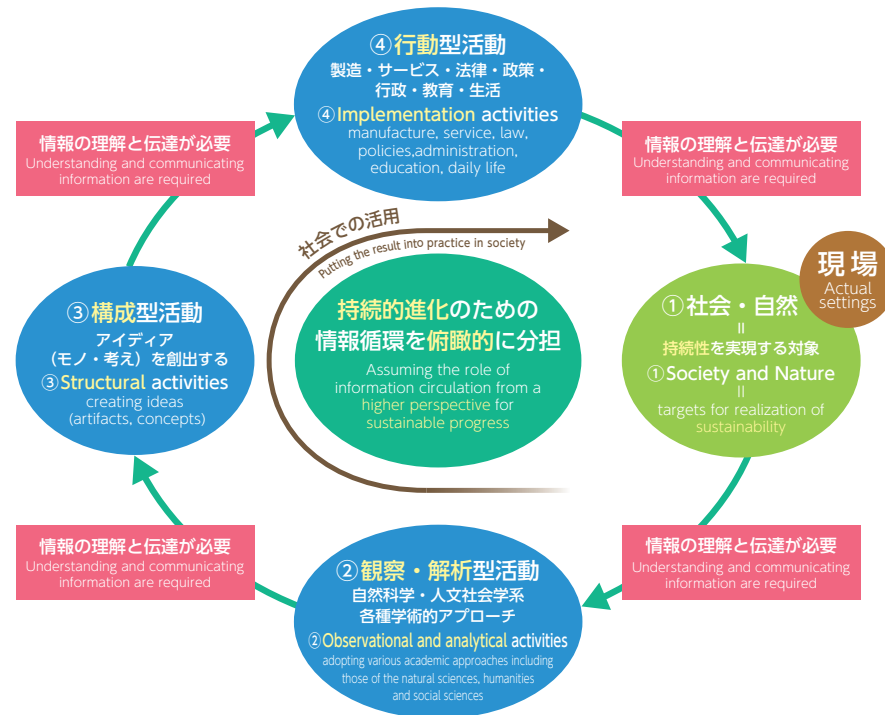 ④行動型活動
製造・サービス・法律・政策・
行政・教育・生活
④Implementation activities
manufacture, service, law,
policies,administration,
education, daily life
情報の理解と伝達が必要
Understanding and communicating
information are required
情報の理解と伝達が必要
Understanding and communicating
information are required
社会での活用
Putting the result into practice in society
現場
Actual
settings
③構成型活動
アイディア
（モノ・考え）を創出する
③Structural activities
creating ideas
(artifacts, concepts)
持続的進化のための
情報循環を俯瞰的に分担
Assuming the role of
information circulation from a
higher perspective for
sustainable progress
①社会・自然
=
持続性を実現する対象
①Society and Nature
=
targets for realization of
sustainability
情報の理解と伝達が必要
Understanding and communicating
information are required
情報の理解と伝達が必要
Understanding and communicating
information are required
②観察・解析型活動
自然科学・人文社会学系
各種学術的アプローチ
②Observational and analytical activities
adopting various academic approaches including
those of the natural sciences, humanities
and social sciences